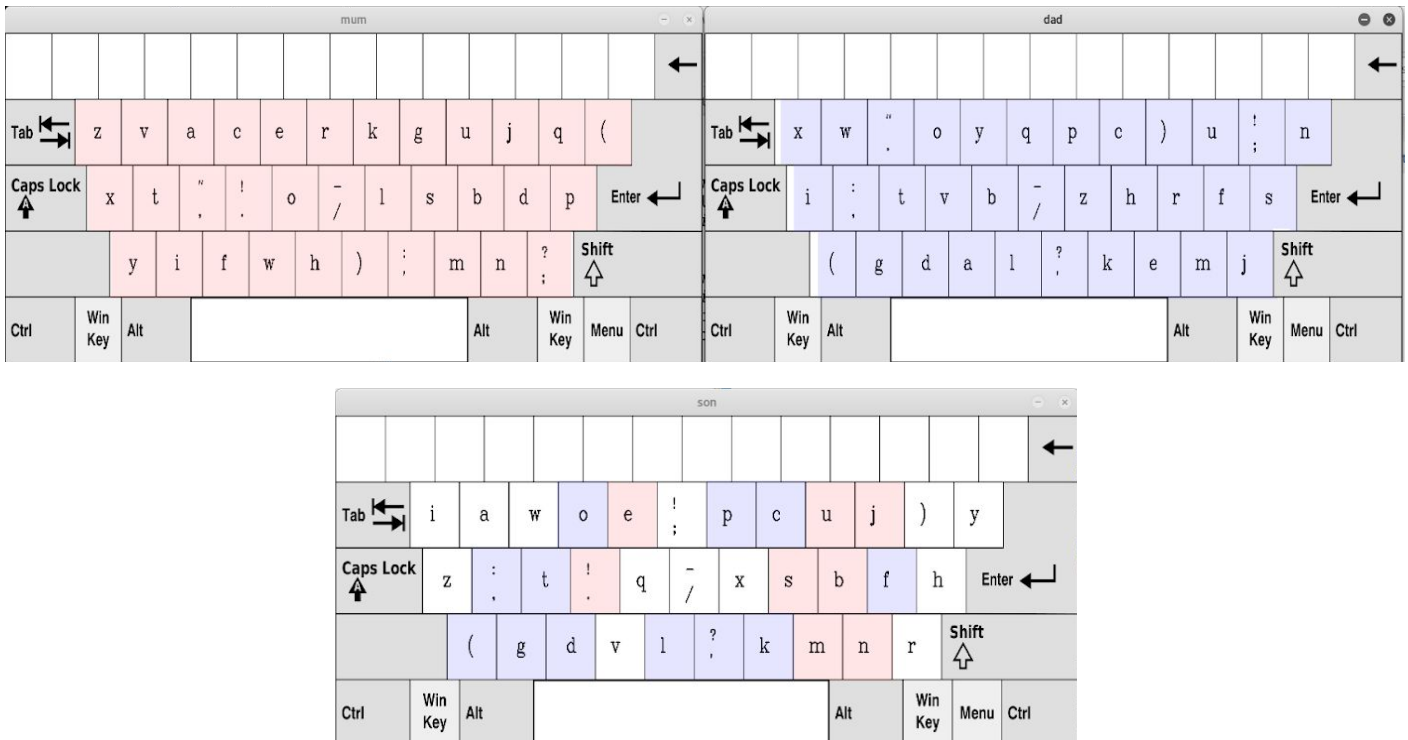 mum
Tab z v a c e r k g u j q (
Caps Lock x t " , ! . o – / l s b d p Enter
y i f w h ) : ' m n ? ; Shift
Ctrl Win Key Alt Alt Win Key Menu Ctrl
dad
Tab x w " . o y q p c ) u ! ; n
Caps Lock i : , t v b – / z h r f s Enter
( g d a l ? ' k e m j Shift
Ctrl Win Key Alt Alt Win Key Menu Ctrl
son
Tab i a w o e ! ; p c u j ) y
Caps Lock z : , t ! . q – / x s b f h Enter
( g d v l ? ' k m n r Shift
Ctrl Win Key Alt Alt Win Key Menu Ctrl